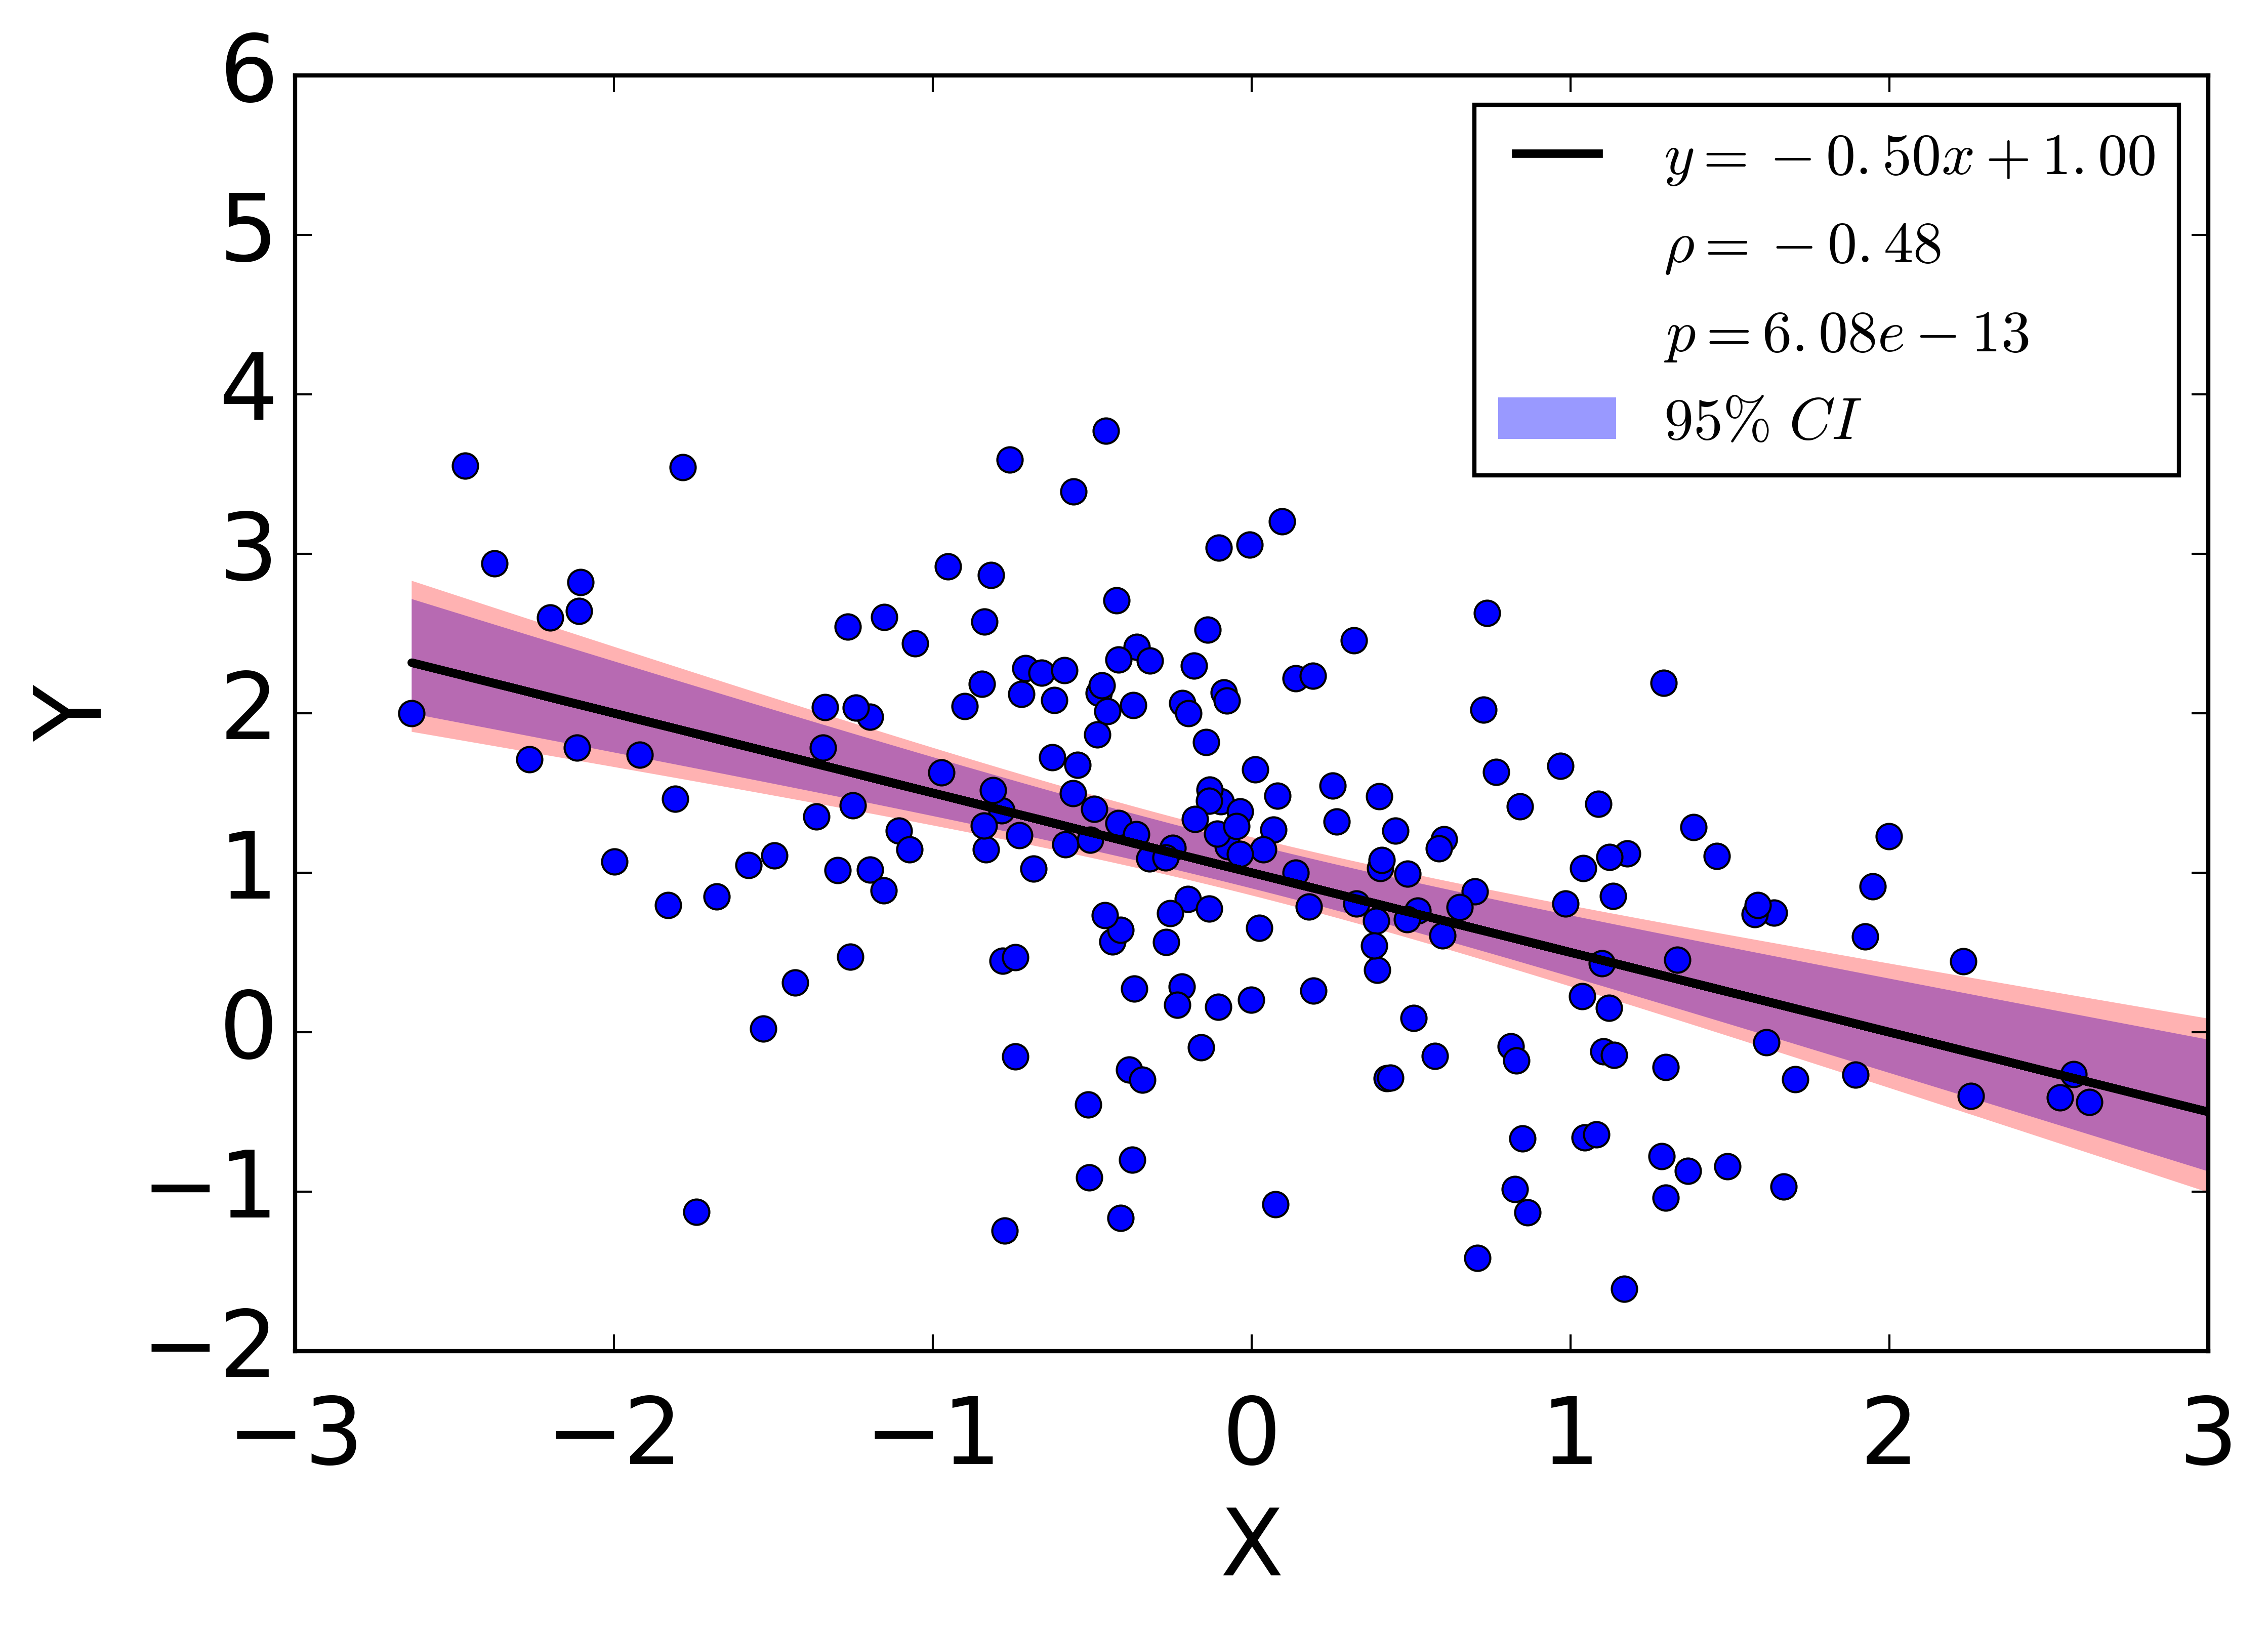 6
5
4
3
2
1
0
−1
−2
Y
y = −0.50x + 1.00
ρ = −0.48
p = 6.08e − 13
95% CI
−3 −2 −1 0 1 2 3
X